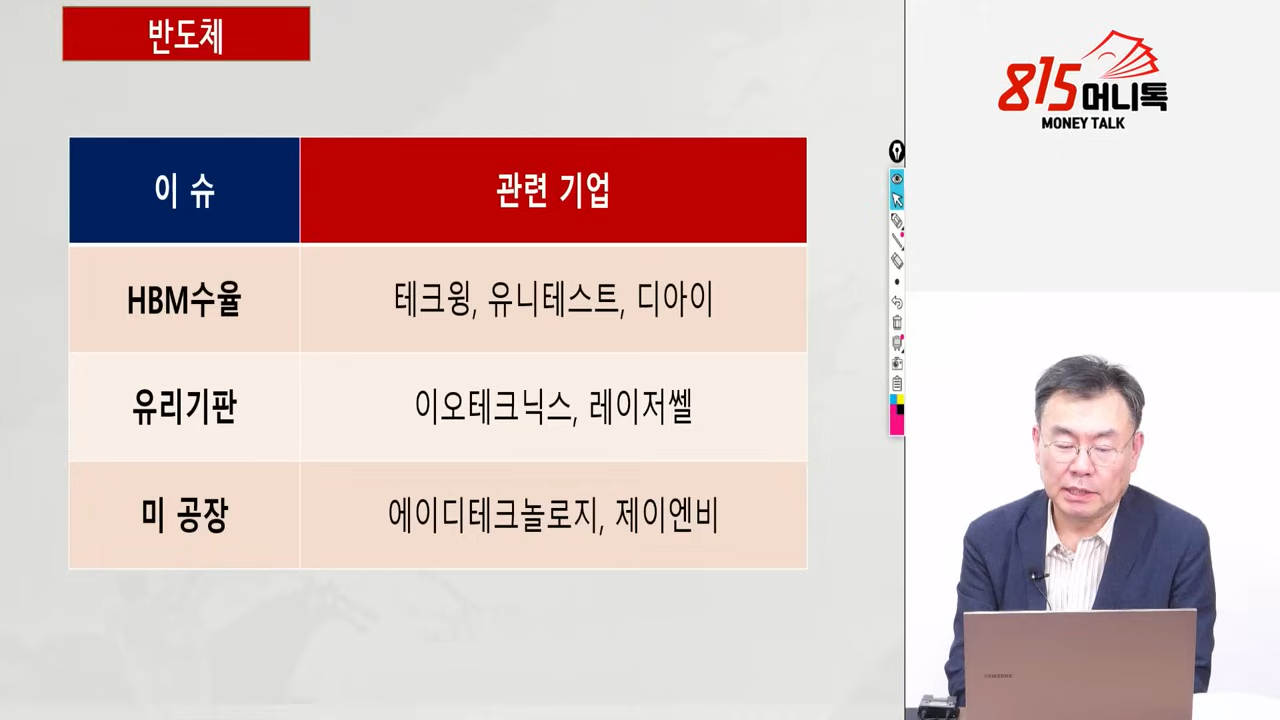 반도체
815머니톡
MONEY TALK
이 슈
관련 기업
HBM수율
테크윙, 유니테스트, 디아이
유리기판
이오테크닉스, 레이저쎌
미 공장
에이디테크놀로지, 제이엔비
SAMSUNG